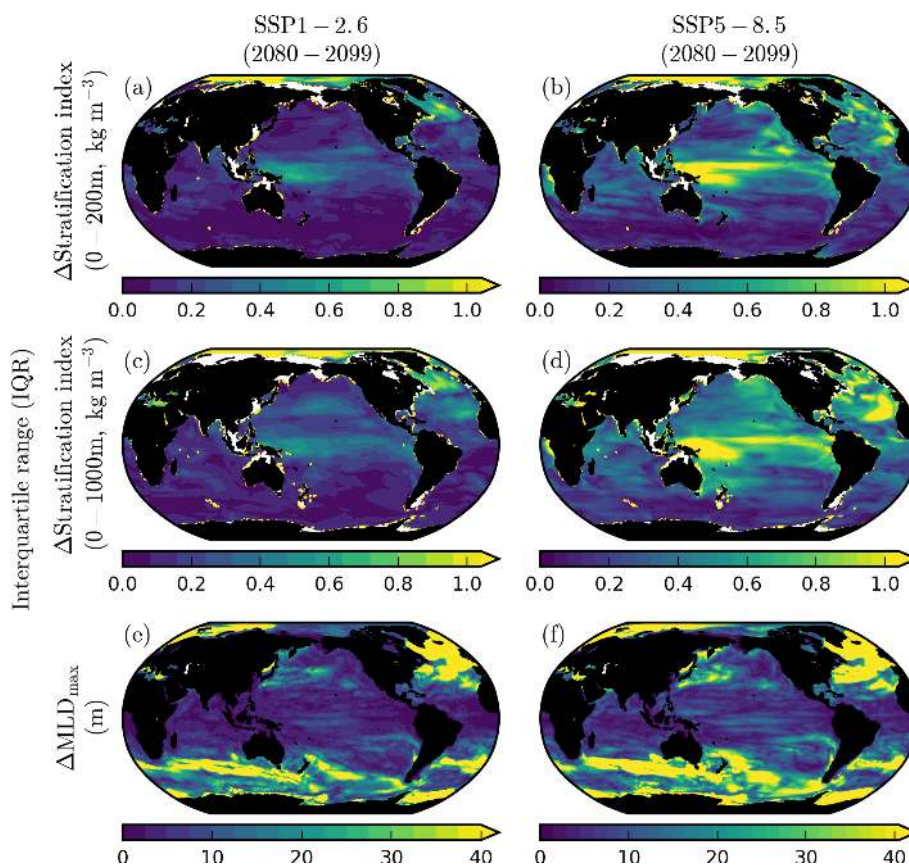 SSP1 − 2.6
(2080 − 2099)
SSP5 − 8.5
(2080 − 2099)
Interquartile range (IQR)
ΔStratification index
(0 − 200m, kg m⁻³)
(a)
(b)
0.0 0.2 0.4 0.6 0.8 1.0
0.0 0.2 0.4 0.6 0.8 1.0
ΔStratification index
(0 − 1000m, kg m⁻³)
(c)
(d)
0.0 0.2 0.4 0.6 0.8 1.0
0.0 0.2 0.4 0.6 0.8 1.0
ΔMLDmax
(m)
(e)
(f)
0 10 20 30 40
0 10 20 30 40